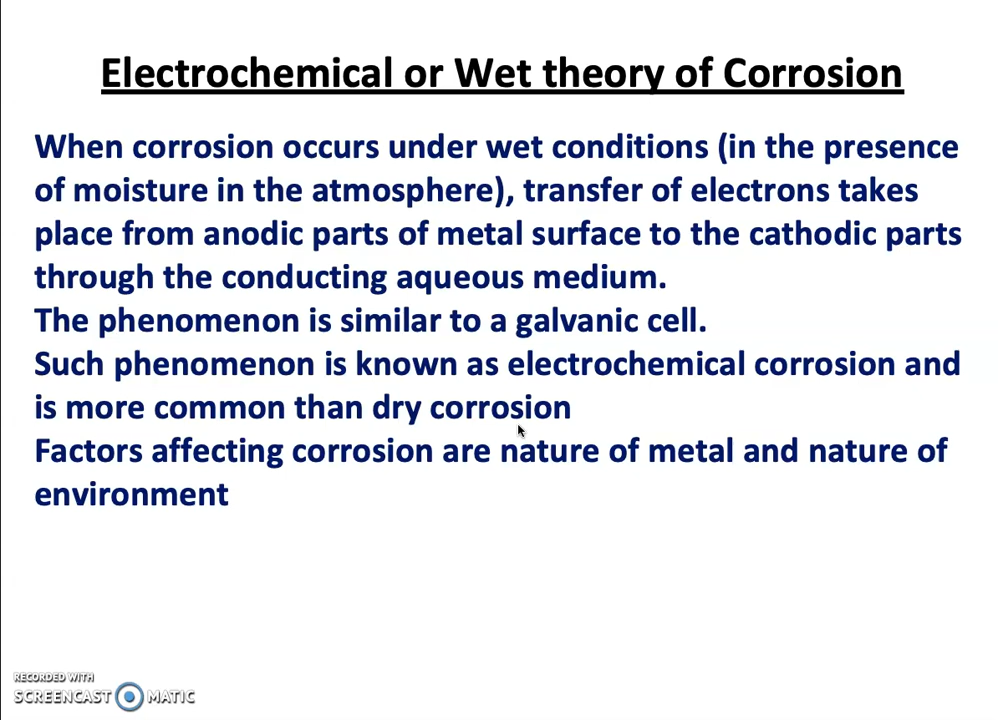 Electrochemical or Wet theory of Corrosion
When corrosion occurs under wet conditions (in the presence
of moisture in the atmosphere), transfer of electrons takes
place from anodic parts of metal surface to the cathodic parts
through the conducting aqueous medium.
The phenomenon is similar to a galvanic cell.
Such phenomenon is known as electrochemical corrosion and
is more common than dry corrosion
Factors affecting corrosion are nature of metal and nature of
environment
RECORDED WITH
SCREENCAST MATIC